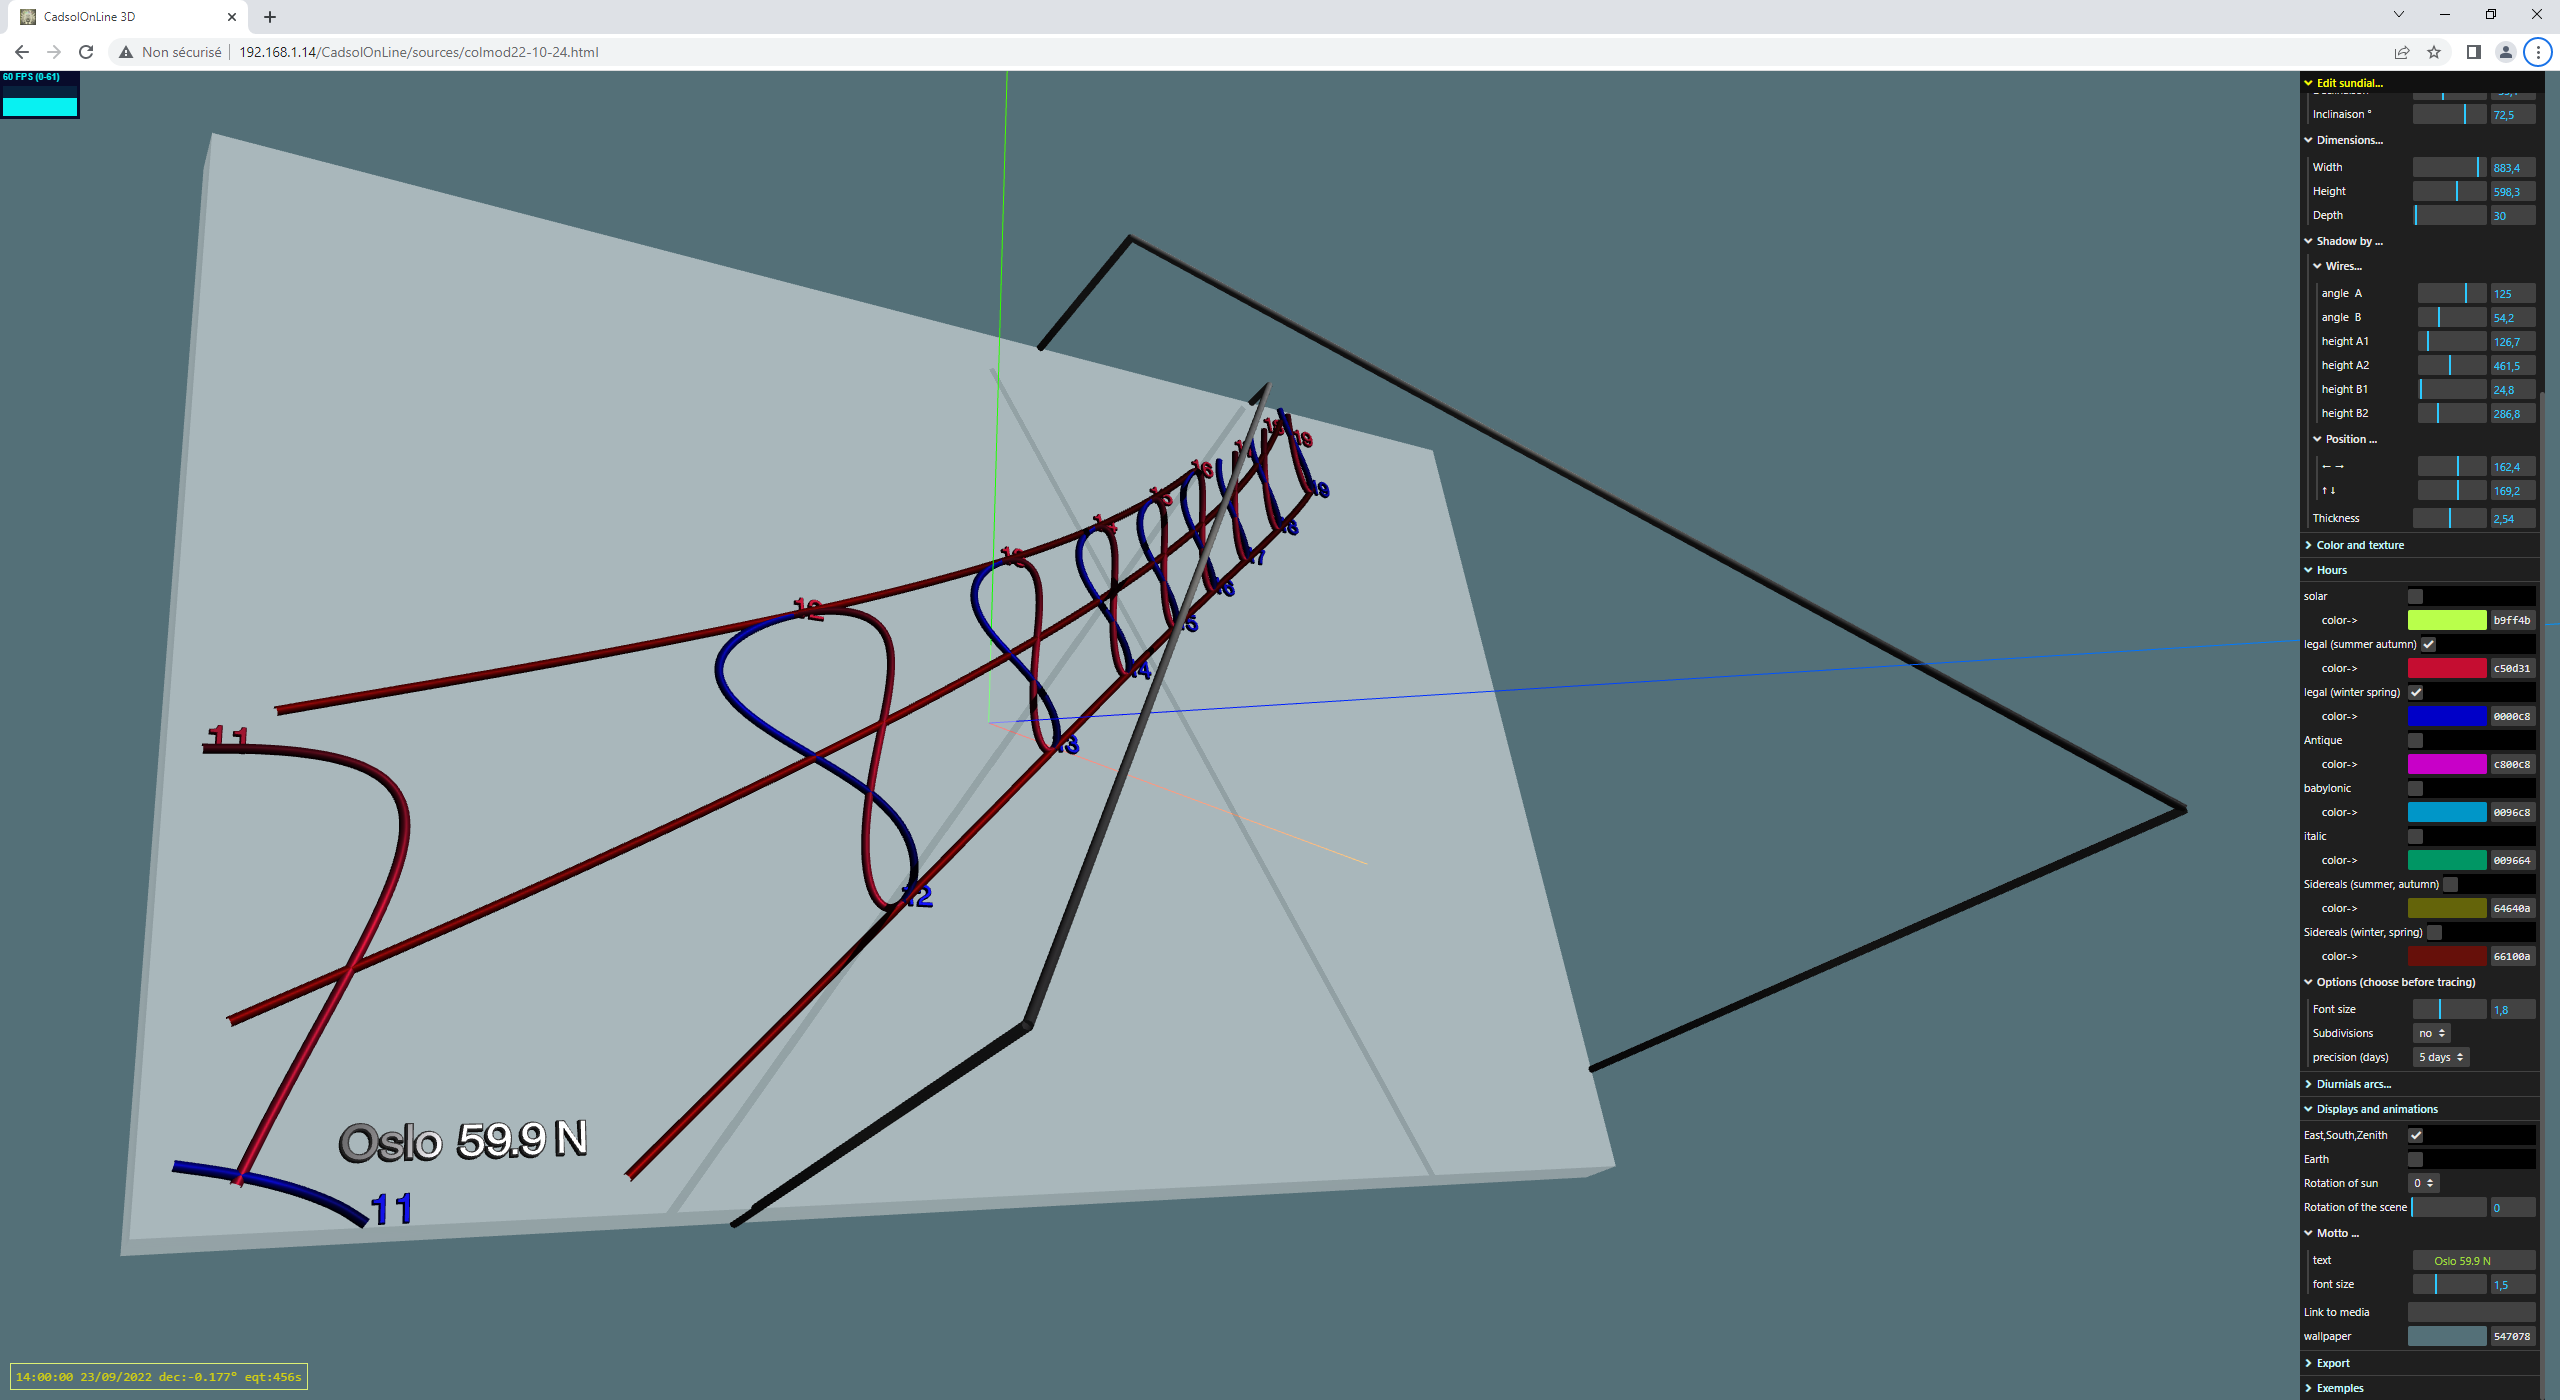 CadsolOnLine 3D
Non sécurisé 192.168.1.14/CadsolOnLine/sources/colmod22-10-24.html
60 FPS (0-61)
Edit sundial...
Inclinaison ° 72,5
Dimensions...
Width 883,4
Height 598,3
Depth 30
Shadow by ...
Wires...
angle A 125
angle B 54,2
height A1 126,7
height A2 461,5
height B1 24,8
height B2 286,8
Position ...
←→ 162,4
↑↓ 169,2
Thickness 2,54
Color and texture
Hours
solar
color-> b9ff4b
legal (summer autumn)
color-> c50d31
legal (winter spring)
color-> 0000c8
Antique
color-> c800c8
babylonic
color-> 0096c8
italic
color-> 009664
Sidereals (summer, autumn)
color-> 64640a
Sidereals (winter, spring)
color-> 66100a
Options (choose before tracing)
Font size 1,8
Subdivisions no
precision (days) 5 days
Diurnials arcs...
Displays and animations
East,South,Zenith
Earth
Rotation of sun 0
Rotation of the scene 0
Motto ...
text Oslo 59.9 N
font size 1,5
Link to media
wallpaper 547078
Export
Exemples
11
12
13
14
15
16
18
19
19
18
17
16
15
14
13
12
11
Oslo 59.9 N
14:00:00 23/09/2022 dec:-0.177° eqt:456s